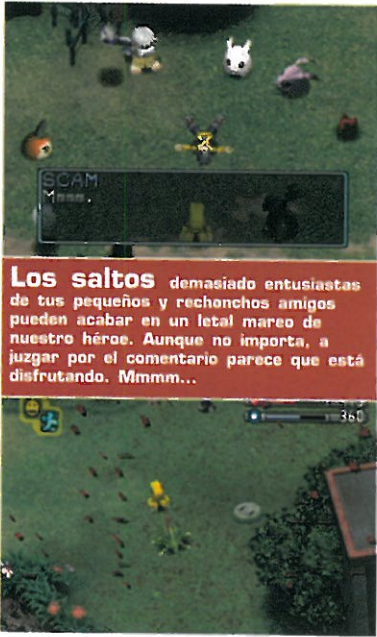 SCAM
Mmmm.
Los saltos demasiado entusiastas
de tus pequeños y rechonchos amigos
pueden acabar en un letal mareo de
nuestro héroe. Aunque no importa, a
juzgar por el comentario parece que está
disfrutando. Mmmm...
360